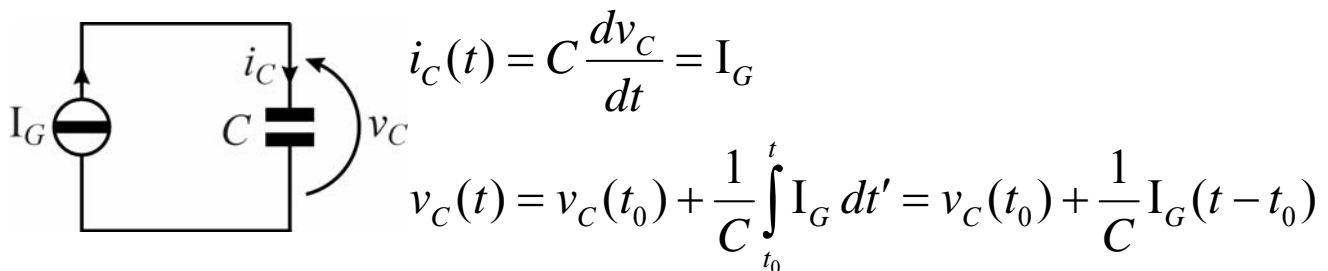 i_C
I_G
C
v_C
i_C(t) = C dv_C/dt = I_G
v_C(t) = v_C(t_0) + 1/C ∫_{t_0}^{t} I_G dt′ = v_C(t_0) + 1/C I_G(t − t_0)